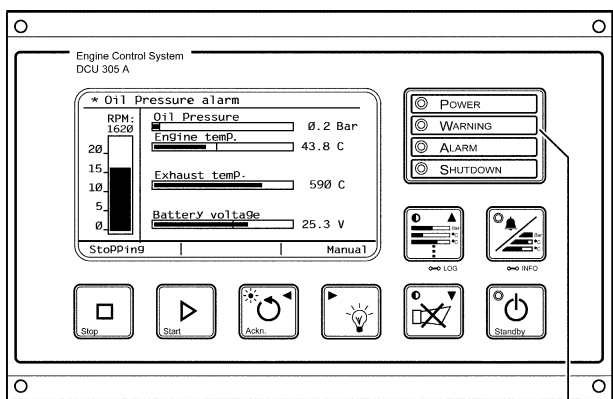 Engine Control System
DCU 305 A
* Oil Pressure alarm
RPM:
1620
Oil Pressure
0.2 Bar
Engine temP.
43.8 C
20
15
10
5
0
Exhaust temP.
590 C
Battery voltage
25.3 V
StoPPing
Manual
POWER
WARNING
ALARM
SHUTDOWN
Bar
°C
°C
LOG
Bar
°C
°C
INFO
Stop
Start
Ackn.
Standby